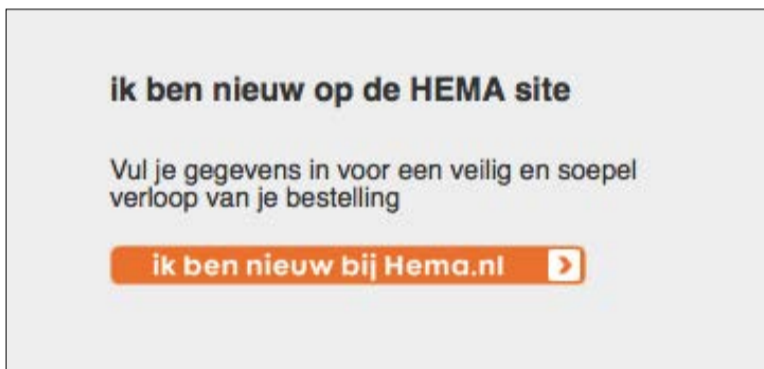 ik ben nieuw op de HEMA site
Vul je gegevens in voor een veilig en soepel
verloop van je bestelling
ik ben nieuw bij Hema.nl